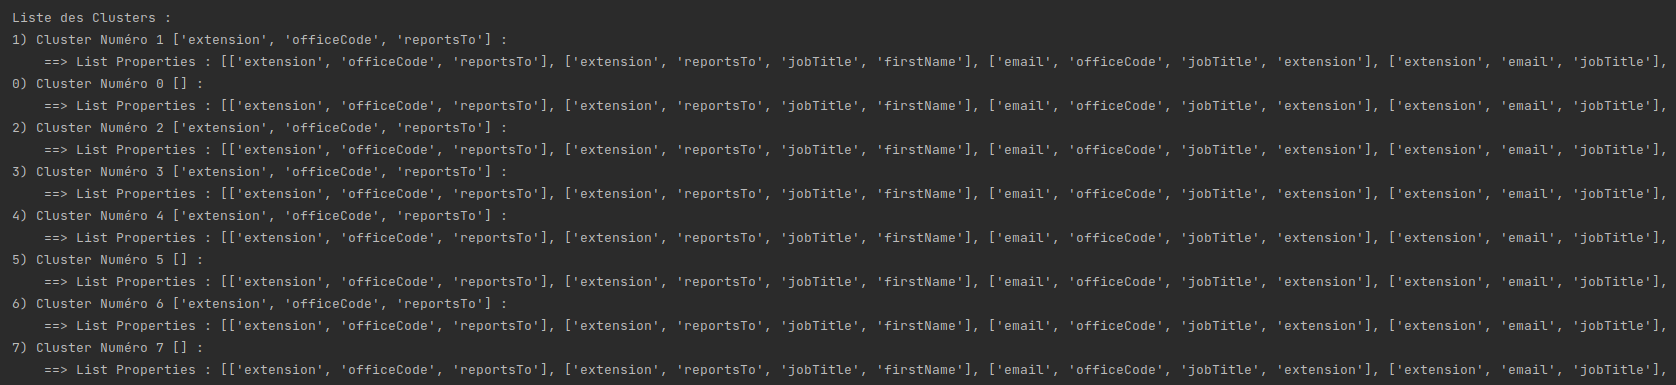 Liste des Clusters :
1) Cluster Numéro 1 ['extension', 'officeCode', 'reportsTo'] :
==> List Properties : [['extension', 'officeCode', 'reportsTo'], ['extension', 'reportsTo', 'jobTitle', 'firstName'], ['email', 'officeCode', 'jobTitle', 'extension'], ['extension', 'email', 'jobTitle'],
0) Cluster Numéro 0 [] :
==> List Properties : [['extension', 'officeCode', 'reportsTo'], ['extension', 'reportsTo', 'jobTitle', 'firstName'], ['email', 'officeCode', 'jobTitle', 'extension'], ['extension', 'email', 'jobTitle'],
2) Cluster Numéro 2 ['extension', 'officeCode', 'reportsTo'] :
==> List Properties : [['extension', 'officeCode', 'reportsTo'], ['extension', 'reportsTo', 'jobTitle', 'firstName'], ['email', 'officeCode', 'jobTitle', 'extension'], ['extension', 'email', 'jobTitle'],
3) Cluster Numéro 3 ['extension', 'officeCode', 'reportsTo'] :
==> List Properties : [['extension', 'officeCode', 'reportsTo'], ['extension', 'reportsTo', 'jobTitle', 'firstName'], ['email', 'officeCode', 'jobTitle', 'extension'], ['extension', 'email', 'jobTitle'],
4) Cluster Numéro 4 ['extension', 'officeCode', 'reportsTo'] :
==> List Properties : [['extension', 'officeCode', 'reportsTo'], ['extension', 'reportsTo', 'jobTitle', 'firstName'], ['email', 'officeCode', 'jobTitle', 'extension'], ['extension', 'email', 'jobTitle'],
5) Cluster Numéro 5 [] :
==> List Properties : [['extension', 'officeCode', 'reportsTo'], ['extension', 'reportsTo', 'jobTitle', 'firstName'], ['email', 'officeCode', 'jobTitle', 'extension'], ['extension', 'email', 'jobTitle'],
6) Cluster Numéro 6 ['extension', 'officeCode', 'reportsTo'] :
==> List Properties : [['extension', 'officeCode', 'reportsTo'], ['extension', 'reportsTo', 'jobTitle', 'firstName'], ['email', 'officeCode', 'jobTitle', 'extension'], ['extension', 'email', 'jobTitle'],
7) Cluster Numéro 7 [] :
==> List Properties : [['extension', 'officeCode', 'reportsTo'], ['extension', 'reportsTo', 'jobTitle', 'firstName'], ['email', 'officeCode', 'jobTitle', 'extension'], ['extension', 'email', 'jobTitle'],